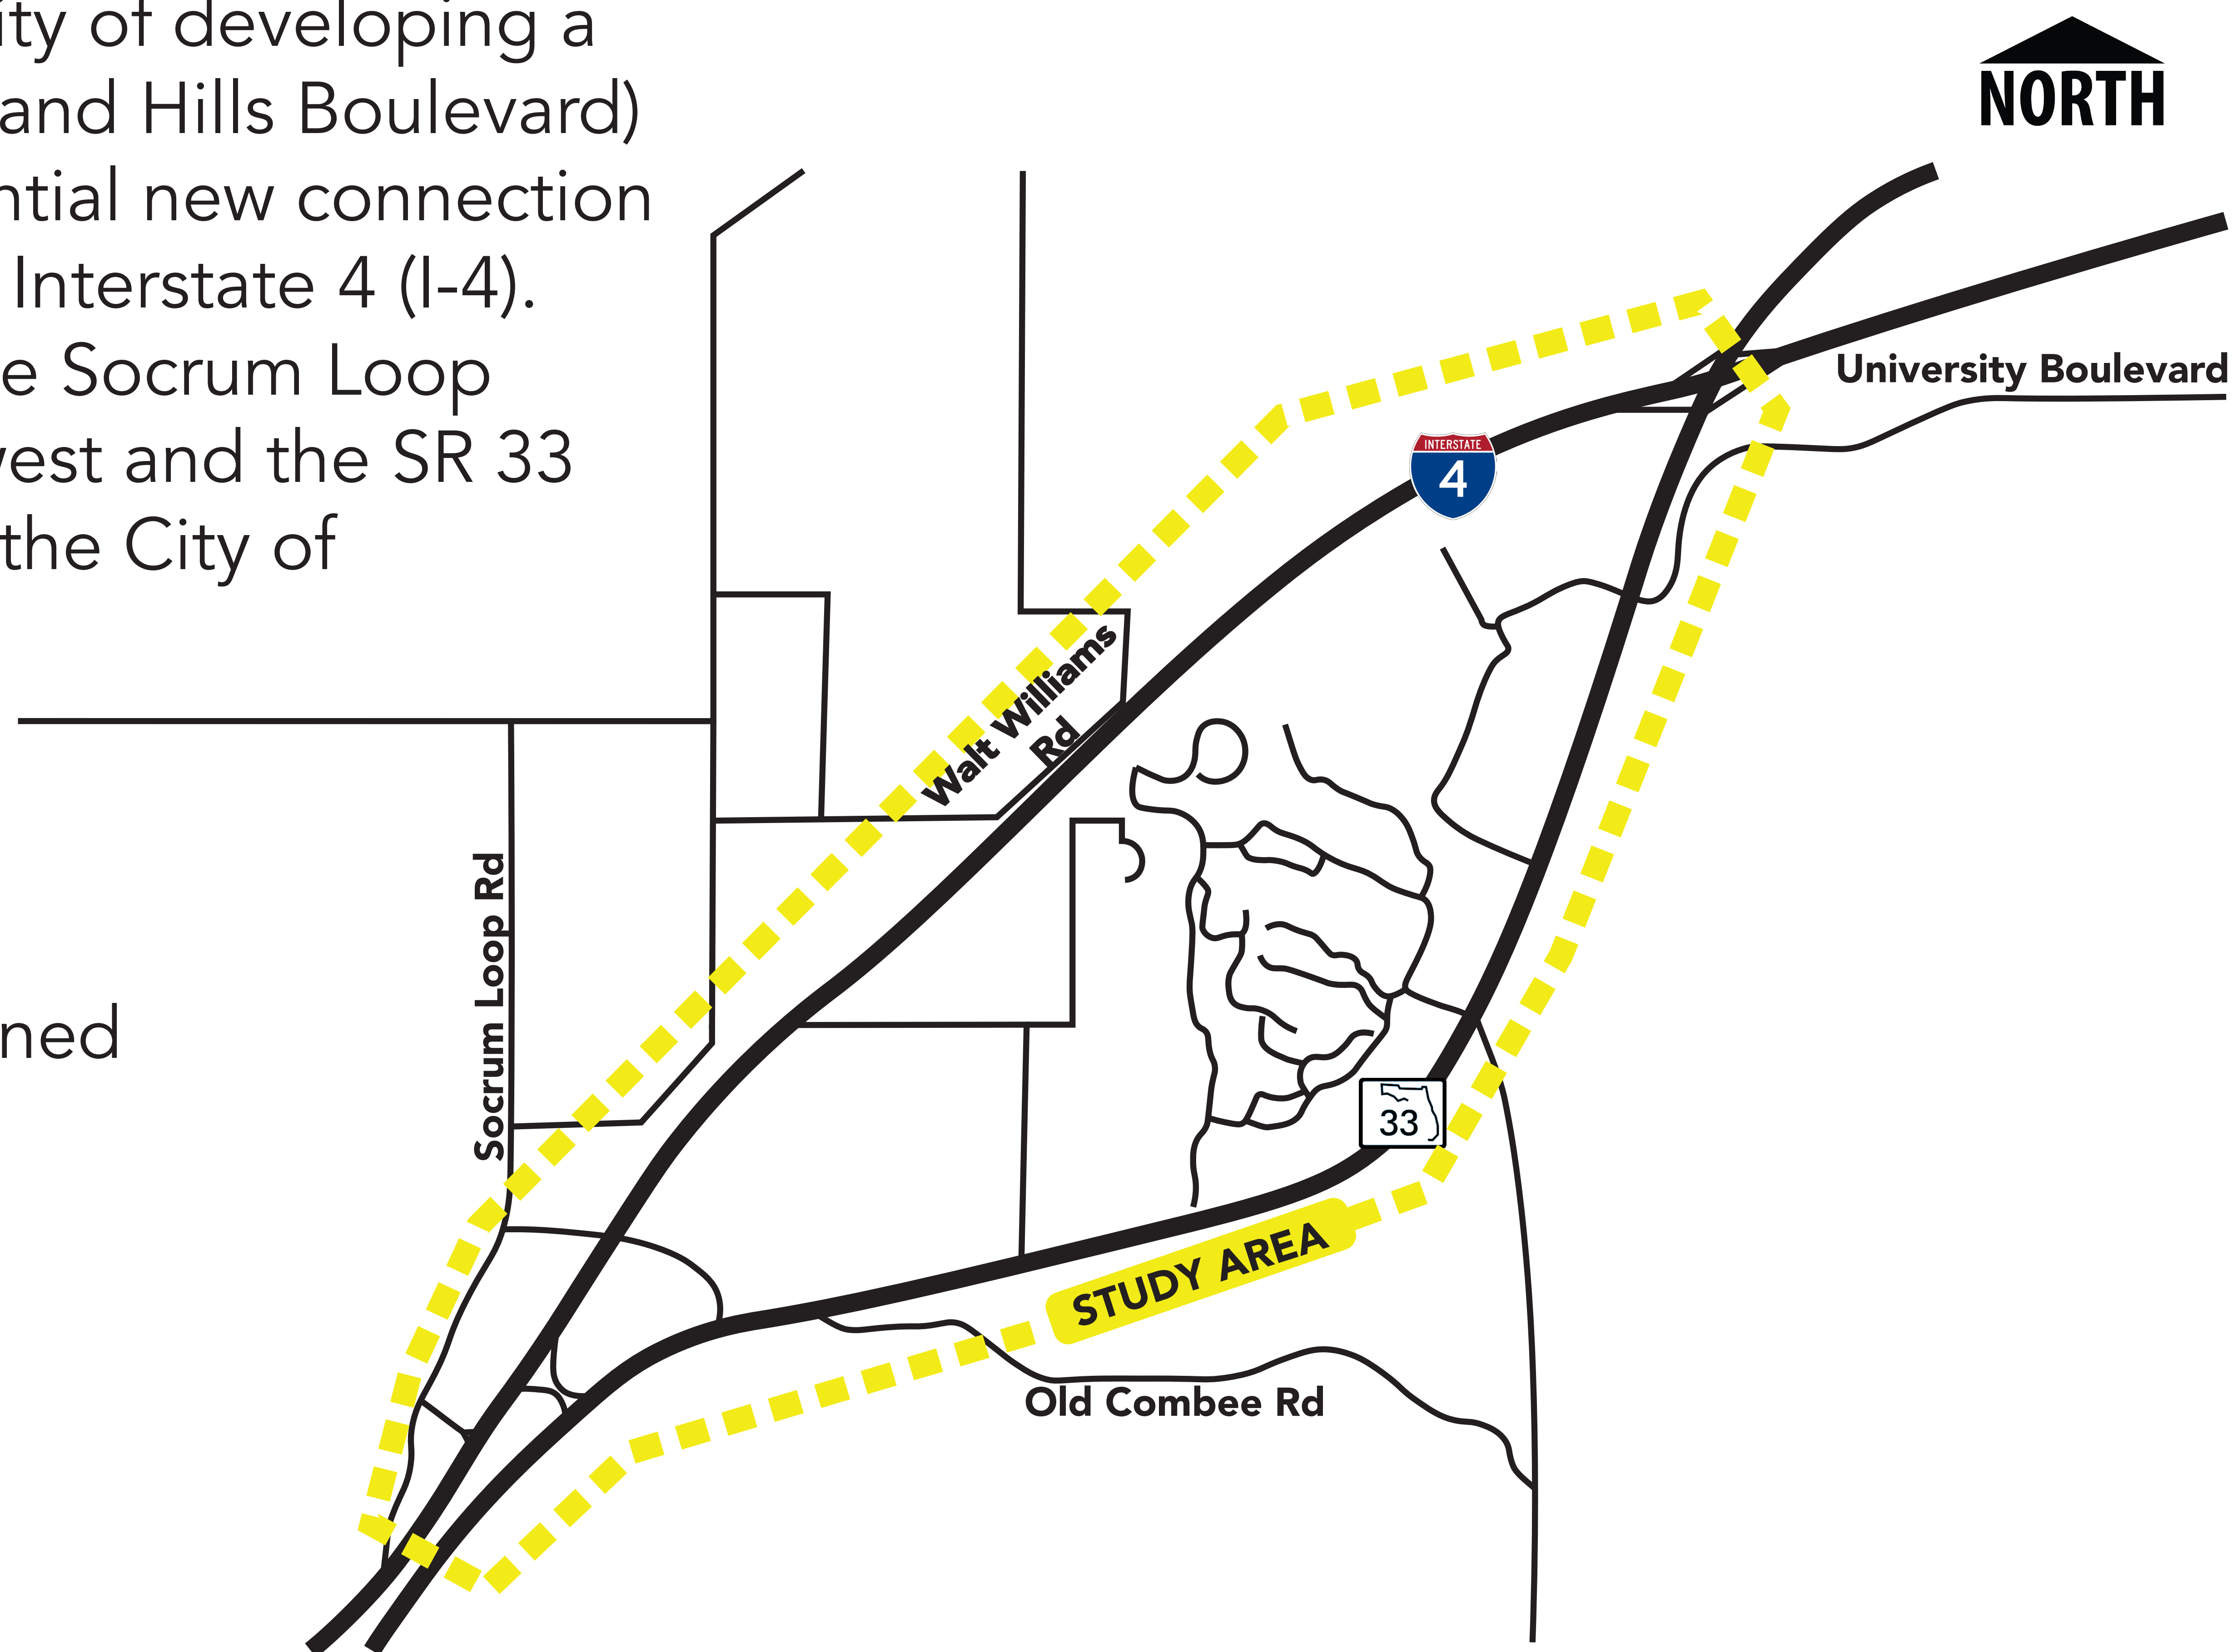 ity of developing a
and Hills Boulevard)
ntial new connection
Interstate 4 (I-4).
e Socrum Loop
vest and the SR 33
the City of
ned
NORTH
University Boulevard
INTERSTATE
4
Walt Williams
Rd
Socrum Loop Rd
33
STUDY AREA
Old Combee Rd